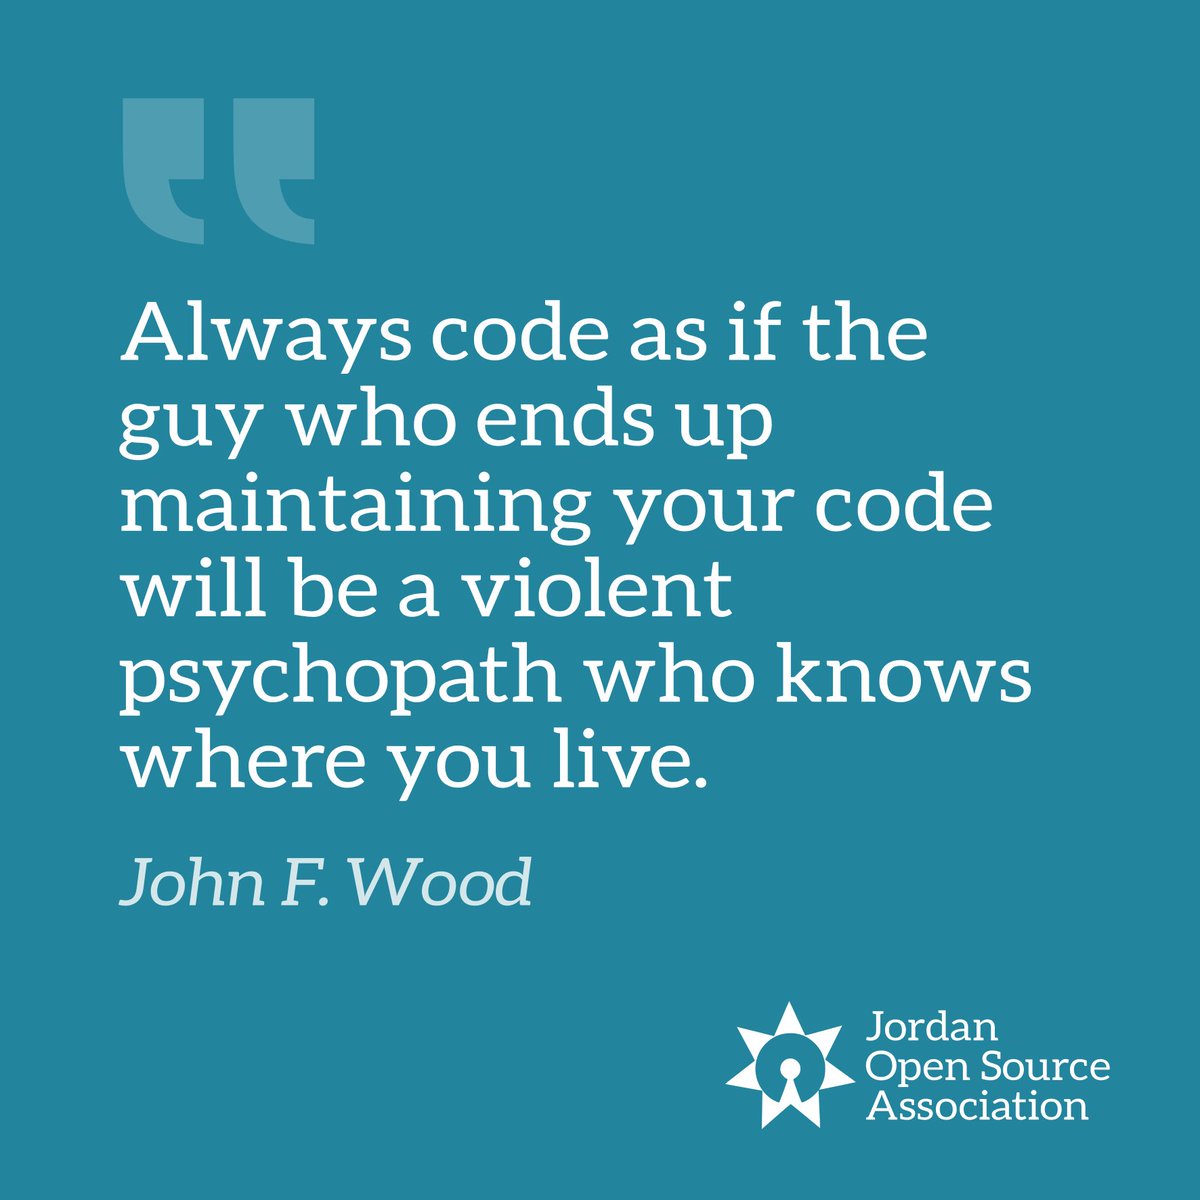 Always code as if the
guy who ends up
maintaining your code
will be a violent
psychopath who knows
where you live.
John F. Wood
Jordan
Open Source
Association